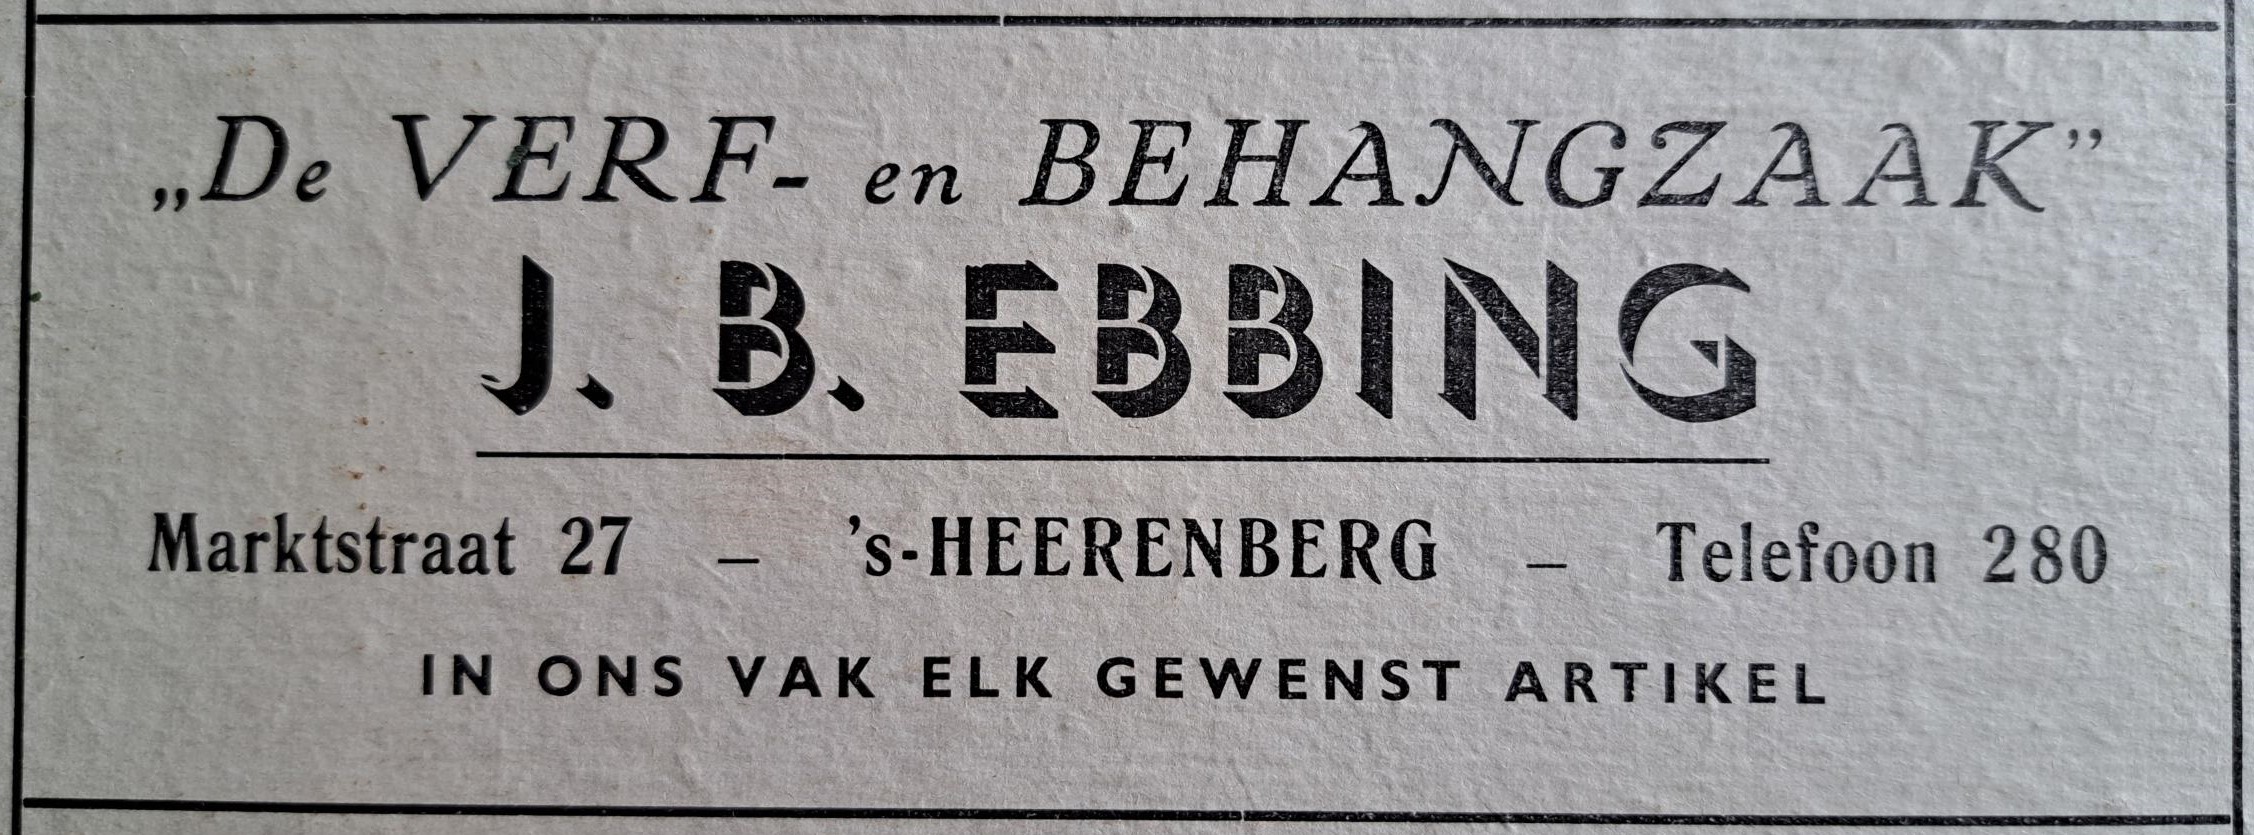 „De VERF- en BEHANGZAAK”
J. B. EBBING
Marktstraat 27 – 's-HEERENBERG – Telefoon 280
IN ONS VAK ELK GEWENST ARTIKEL